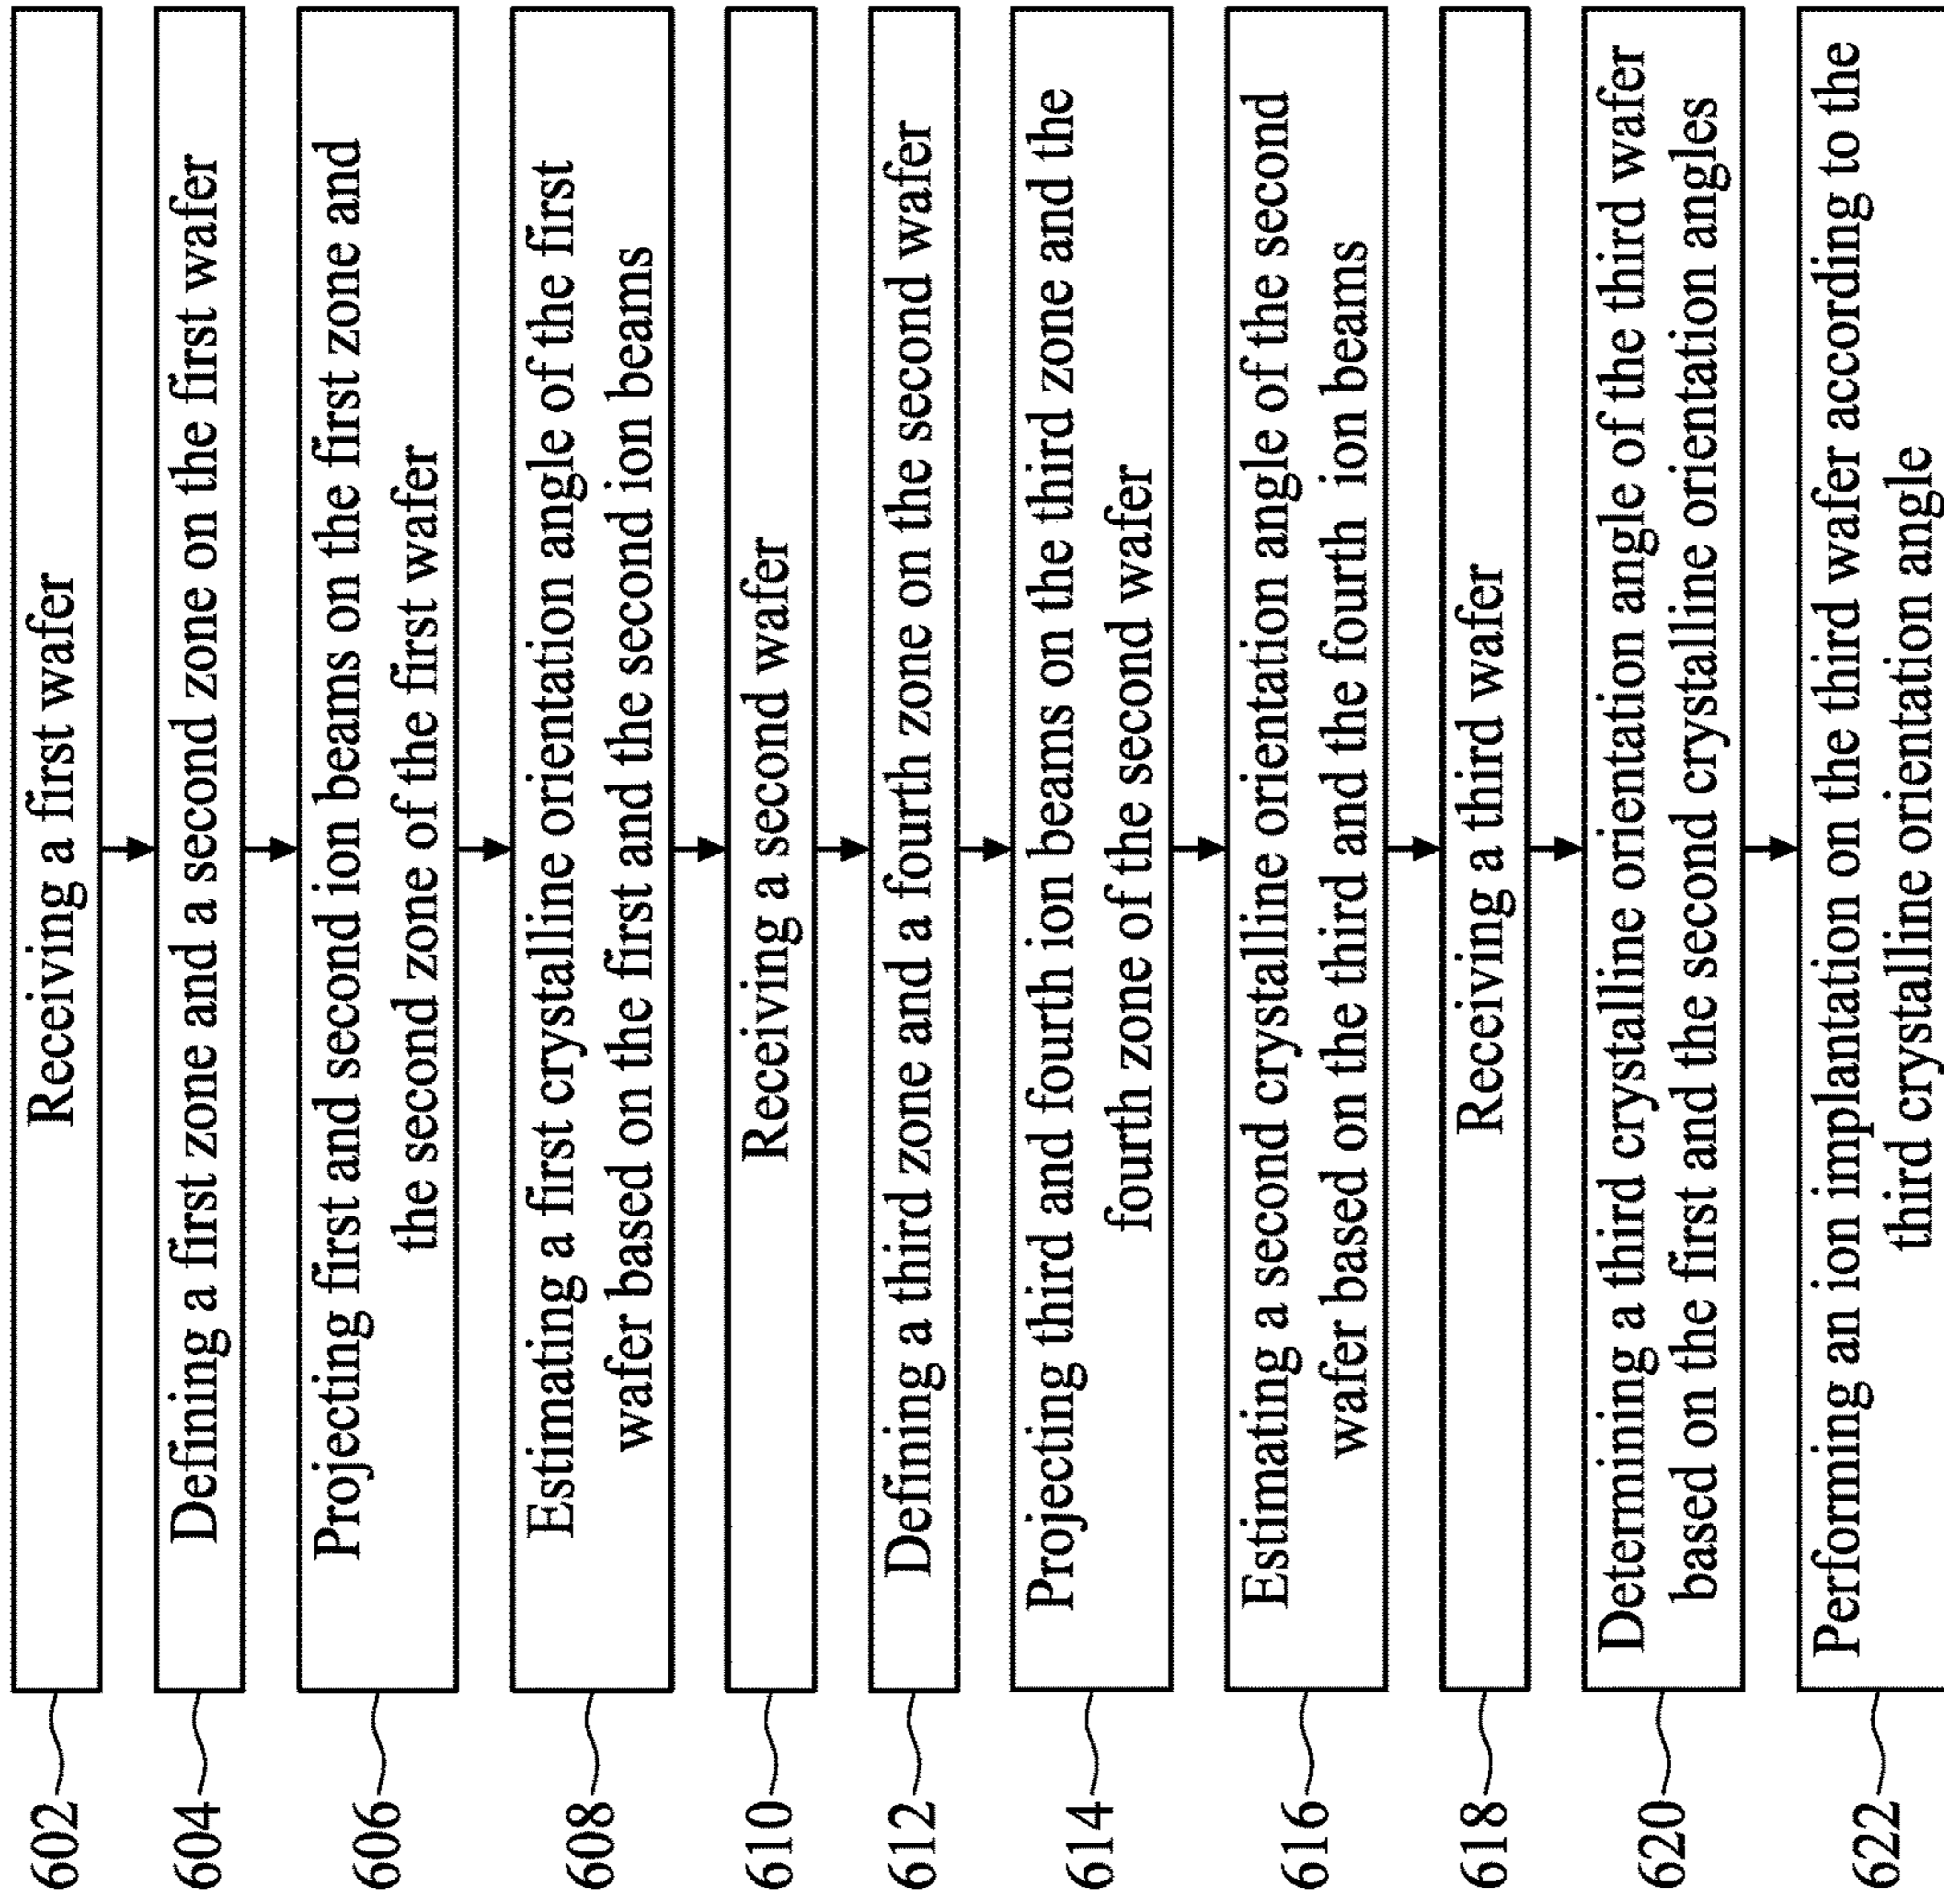 602
Receiving a first wafer
604
Defining a first zone and a second zone on the first wafer
606
Projecting first and second ion beams on the first zone and
the second zone of the first wafer
608
Estimating a first crystalline orientation angle of the first
wafer based on the first and the second ion beams
610
Receiving a second wafer
612
Defining a third zone and a fourth zone on the second wafer
614
Projecting third and fourth ion beams on the third zone and the
fourth zone of the second wafer
616
Estimating a second crystalline orientation angle of the second
wafer based on the third and the fourth ion beams
618
Receiving a third wafer
620
Determining a third crystalline orientation angle of the third wafer
based on the first and the second crystalline orientation angles
622
Performing an ion implantation on the third wafer according to the
third crystalline orientation angle